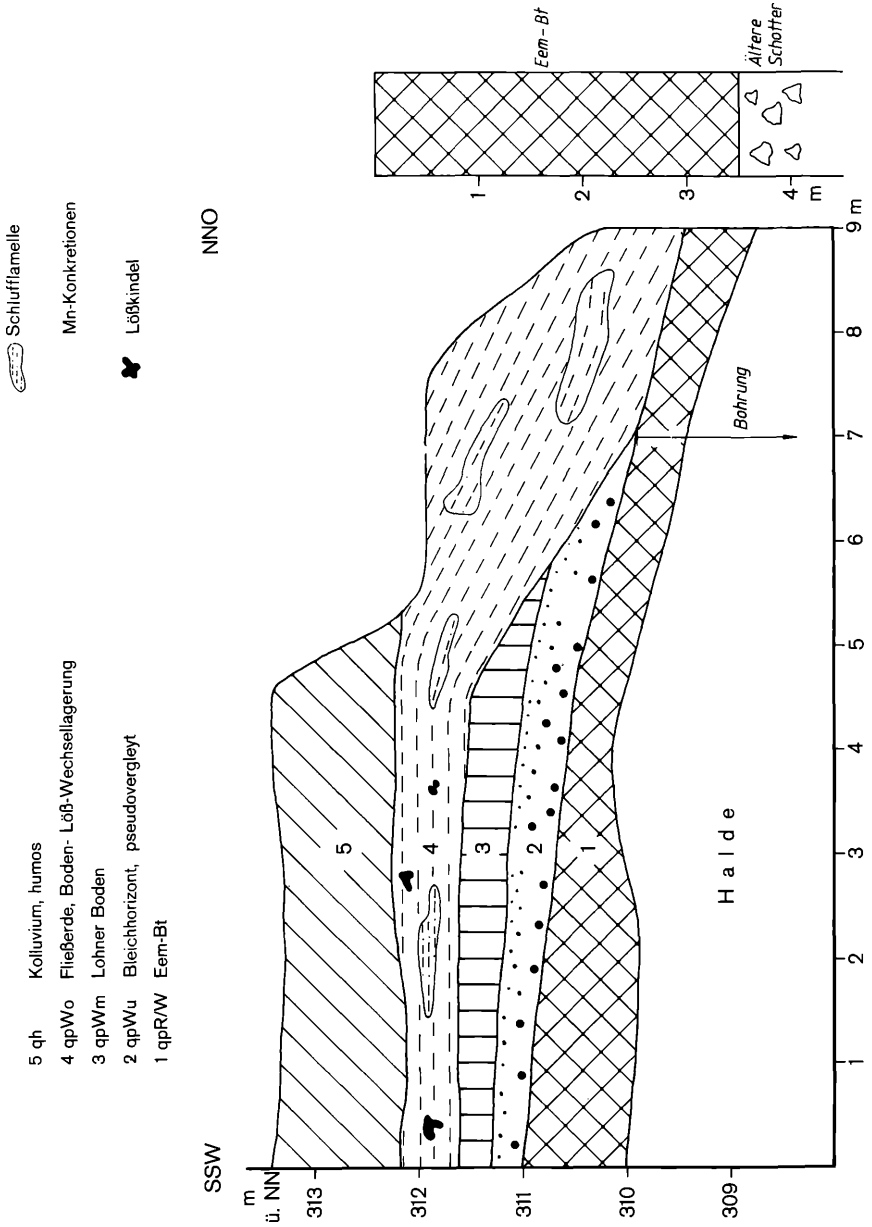 Schlufflamelle
Mn-Konkretionen
Lößkindel
5 qh Kolluvium, humos
4 qpWo Fließerde, Boden- Löß-Wechsellagerung
3 qpWm Lohner Boden
2 qpWu Bleichhorizont, pseudovergleyt
1 qpR/W Eem-Bt
SSW
NNO
m
ü. NN
313
312
311
310
309
5
4
3
2
1
Halde
Bohrung
1
2
3
4
5
6
7
8
9 m
Eem-Bt
Ältere
Schotter
1
2
3
4
m